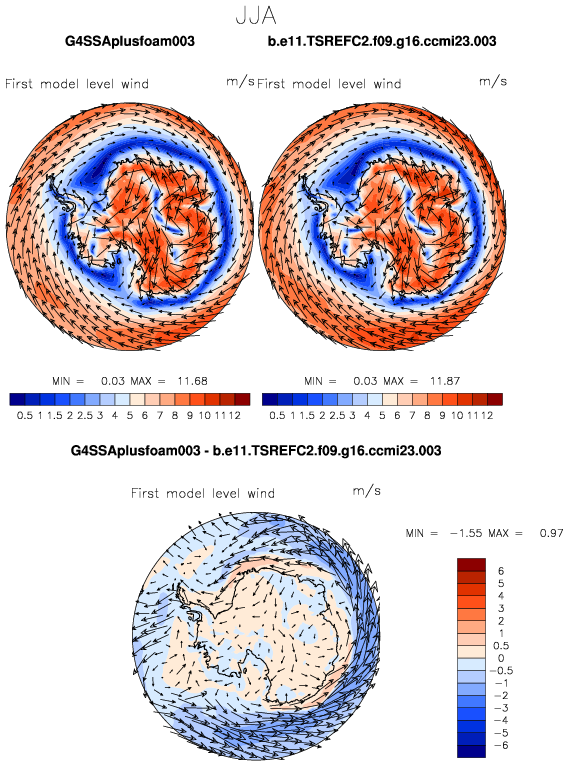 JJA
G4SSAplusfoam003 b.e11.TSREFC2.f09.g16.ccmi23.003
First model level wind m/s First model level wind m/s
MIN = 0.03 MAX = 11.68 MIN = 0.03 MAX = 11.87
0.5 1 1.5 2 2.5 3 4 5 6 7 8 9 10 11 12 0.5 1 1.5 2 2.5 3 4 5 6 7 8 9 10 11 12
G4SSAplusfoam003 - b.e11.TSREFC2.f09.g16.ccmi23.003
First model level wind m/s
MIN = -1.55 MAX = 0.97
6
5
4
3
2
1
0.5
0
-0.5
-1
-2
-3
-4
-5
-6